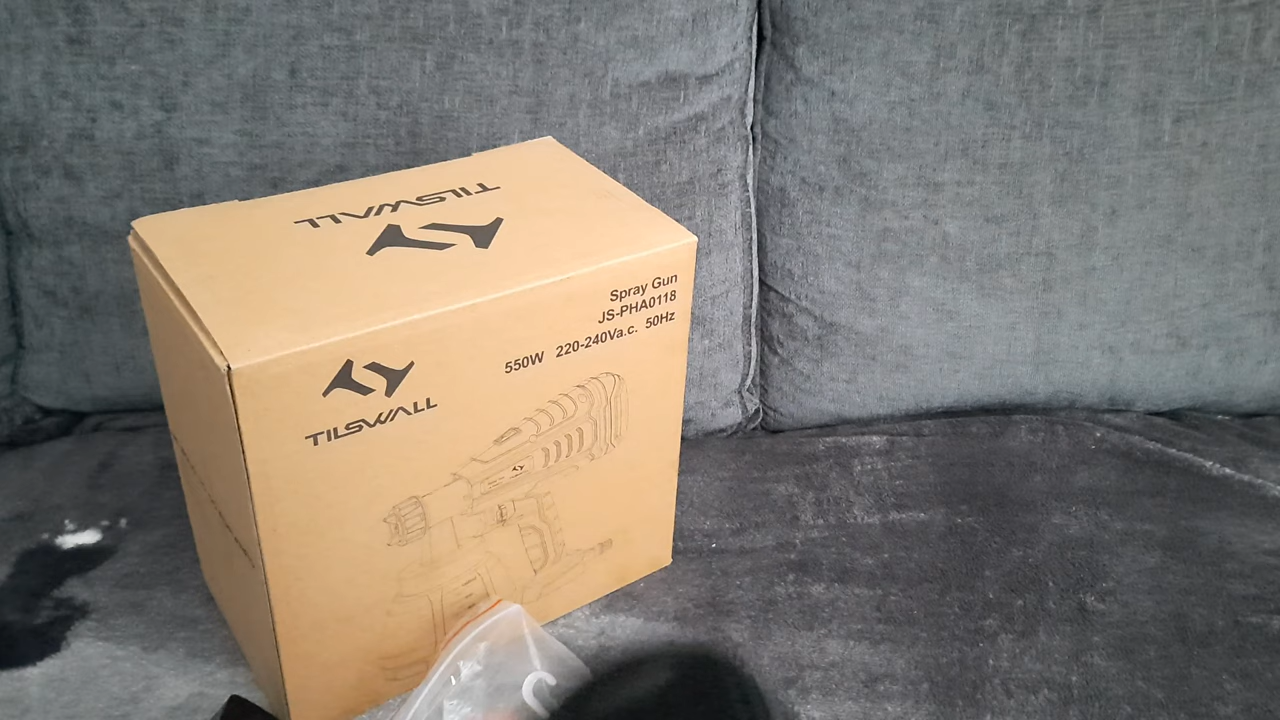 TILSWALL
Spray Gun
JS-PHA0118
550W 220-240Va.c. 50Hz
TILSWALL